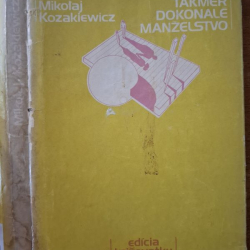 Mikołaj
Kozakiewicz
TAKMER
DOKONALÉ
MANŽELSTVO
edícia